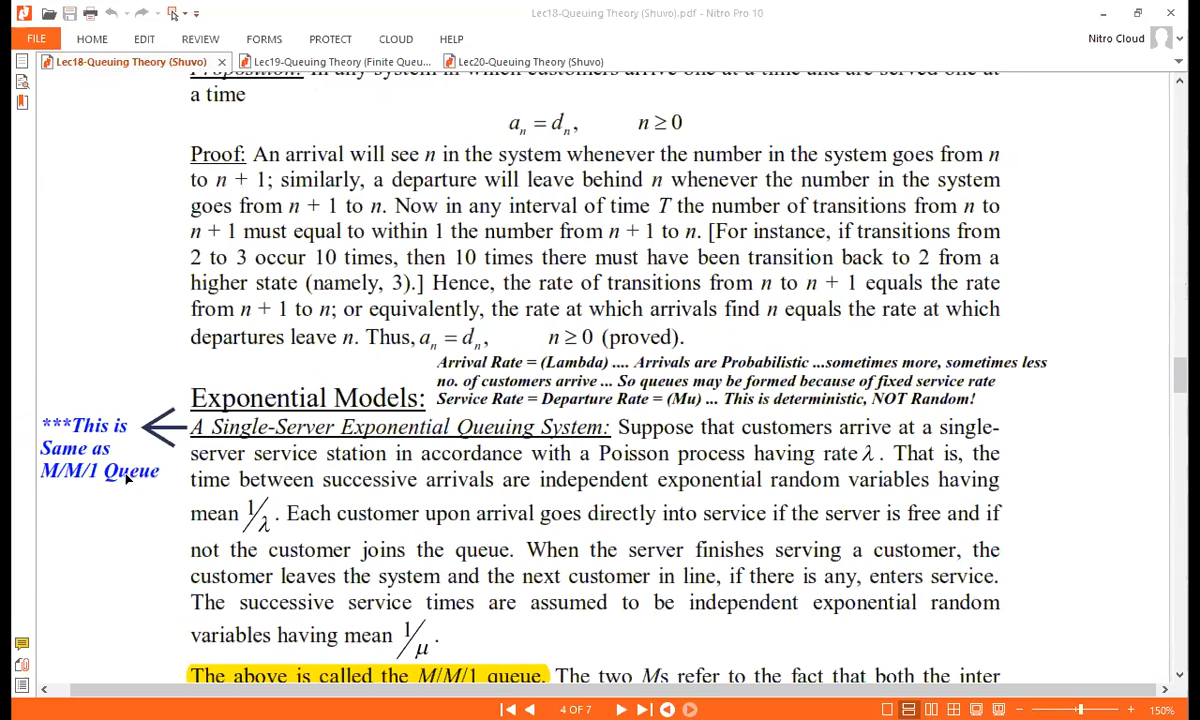 Lec18-Queuing Theory (Shuvo).pdf - Nitro Pro 10
FILE HOME EDIT REVIEW FORMS PROTECT CLOUD HELP
Nitro Cloud
Lec18-Queuing Theory (Shuvo) Lec19-Queuing Theory (Finite Queu... Lec20-Queuing Theory (Shuvo)
Proposition: In any system in which customers arrive one at a time and are served one at
a time
aₙ = dₙ, n ≥ 0
Proof: An arrival will see n in the system whenever the number in the system goes from n
to n + 1; similarly, a departure will leave behind n whenever the number in the system
goes from n + 1 to n. Now in any interval of time T the number of transitions from n to
n + 1 must equal to within 1 the number from n + 1 to n. [For instance, if transitions from
2 to 3 occur 10 times, then 10 times there must have been transition back to 2 from a
higher state (namely, 3).] Hence, the rate of transitions from n to n + 1 equals the rate
from n + 1 to n; or equivalently, the rate at which arrivals find n equals the rate at which
departures leave n. Thus, aₙ = dₙ, n ≥ 0 (proved).
Arrival Rate = (Lambda) .... Arrivals are Probabilistic ...sometimes more, sometimes less
no. of customers arrive ... So queues may be formed because of fixed service rate
Service Rate = Departure Rate = (Mu) ... This is deterministic, NOT Random!
Exponential Models:
***This is
Same as
M/M/1 Queue
A Single-Server Exponential Queuing System: Suppose that customers arrive at a single-
server service station in accordance with a Poisson process having rate λ. That is, the
time between successive arrivals are independent exponential random variables having
mean 1/λ. Each customer upon arrival goes directly into service if the server is free and if
not the customer joins the queue. When the server finishes serving a customer, the
customer leaves the system and the next customer in line, if there is any, enters service.
The successive service times are assumed to be independent exponential random
variables having mean 1/μ.
The above is called the M/M/1 queue. The two Ms refer to the fact that both the inter
4 OF 7
150%